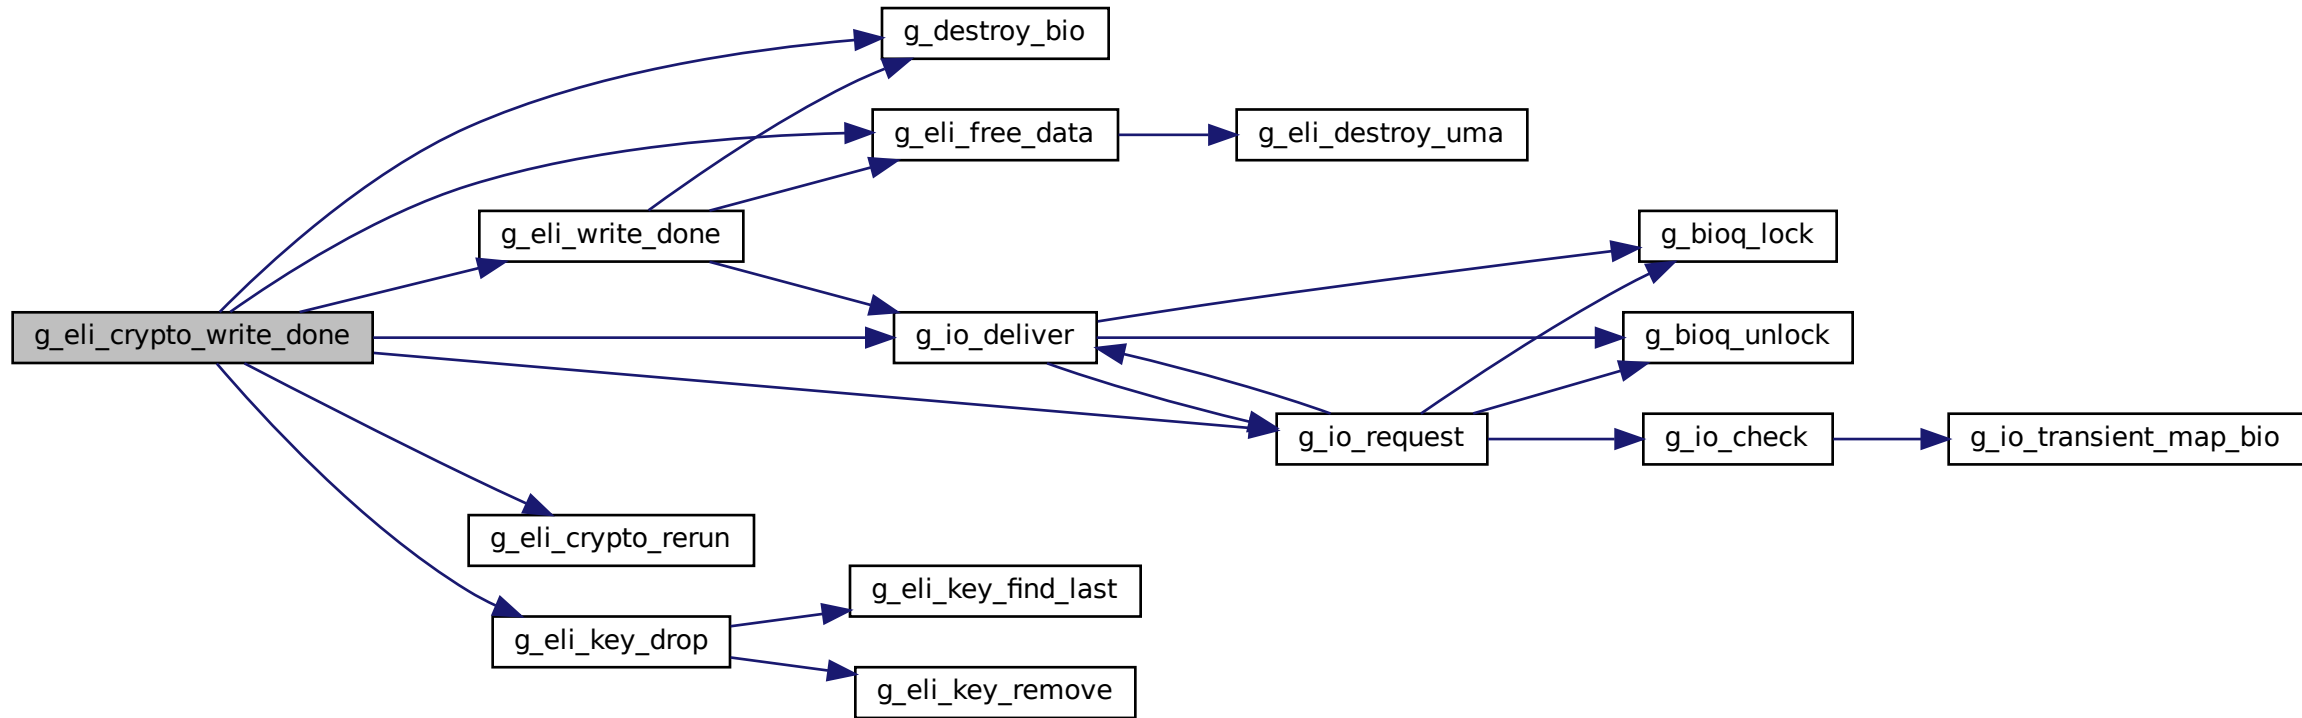 g_destroy_bio
g_eli_free_data
g_eli_destroy_uma
g_eli_write_done
g_bioq_lock
g_eli_crypto_write_done
g_io_deliver
g_bioq_unlock
g_io_request
g_io_check
g_io_transient_map_bio
g_eli_crypto_rerun
g_eli_key_find_last
g_eli_key_drop
g_eli_key_remove